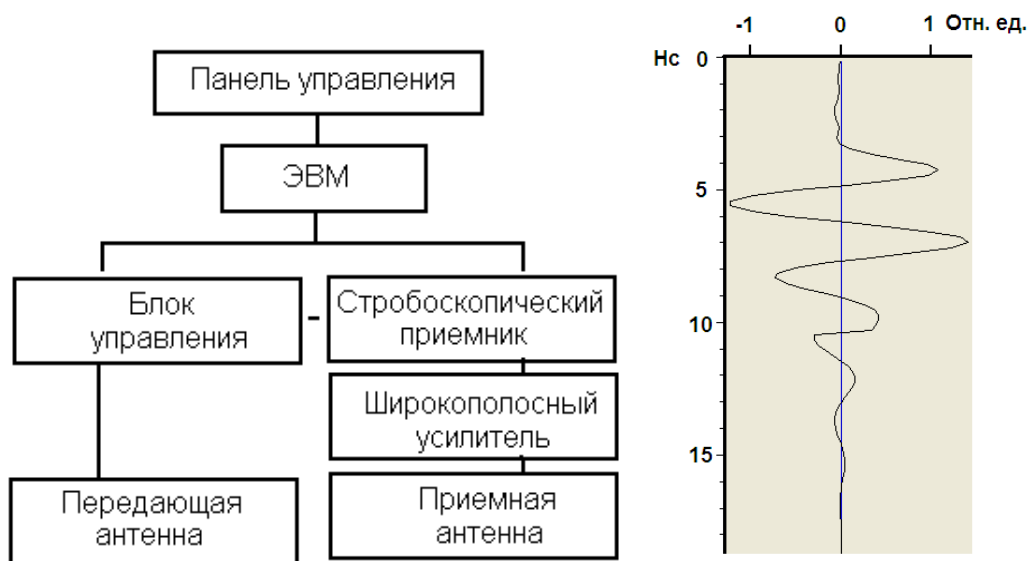 Панель управления
ЭВМ
Блок
управления
-
Стробоскопический
приемник
Широкополосный
усилитель
Передающая
антенна
Приемная
антенна
-1 0 1 Отн. ед.
Нс 0
5
10
15